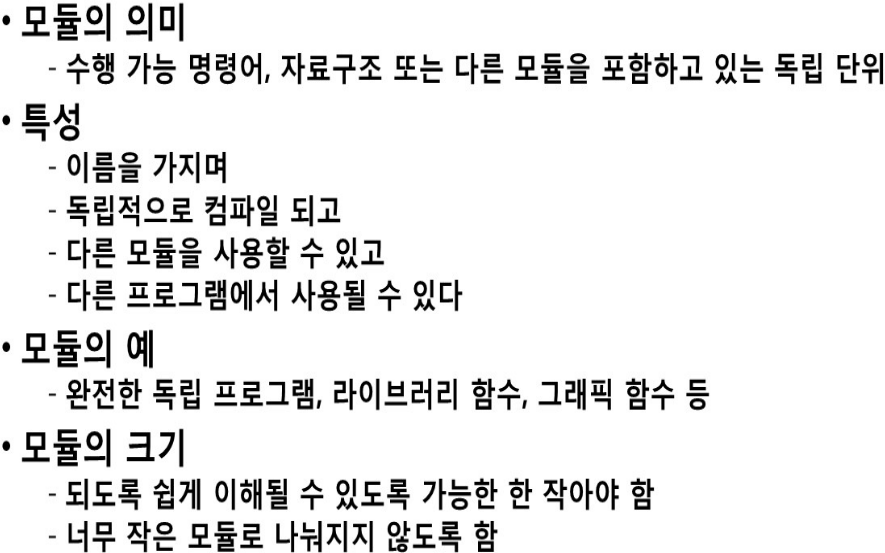 • 모듈의 의미
- 수행 가능 명령어, 자료구조 또는 다른 모듈을 포함하고 있는 독립 단위
• 특성
- 이름을 가지며
- 독립적으로 컴파일 되고
- 다른 모듈을 사용할 수 있고
- 다른 프로그램에서 사용될 수 있다
• 모듈의 예
- 완전한 독립 프로그램, 라이브러리 함수, 그래픽 함수 등
• 모듈의 크기
- 되도록 쉽게 이해될 수 있도록 가능한 한 작아야 함
- 너무 작은 모듈로 나눠지지 않도록 함